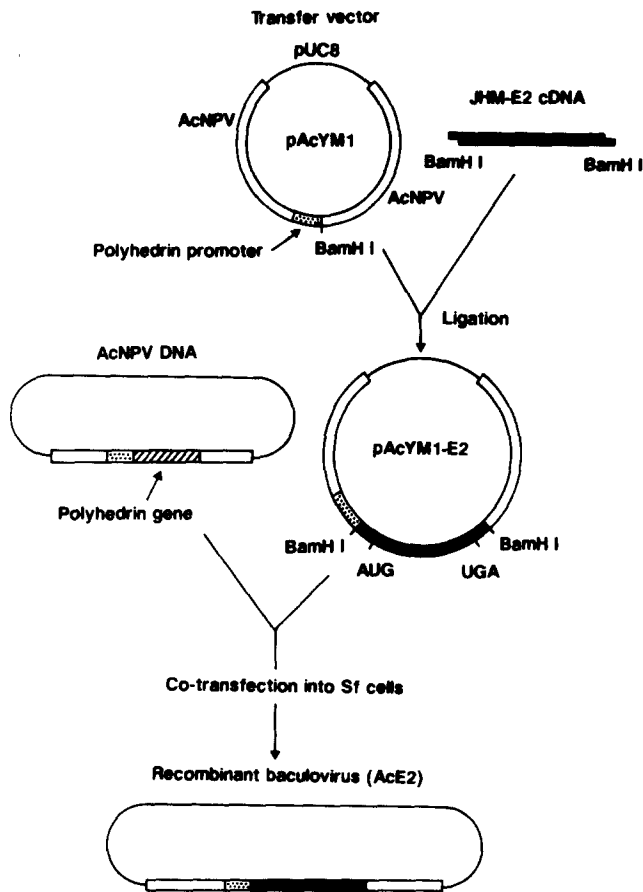 Transfer vector
pUC8
AcNPV
pAcYM1
AcNPV
JHM-E2 cDNA
BamH I
BamH I
Polyhedrin promoter
BamH I
Ligation
AcNPV DNA
pAcYM1-E2
Polyhedrin gene
BamH I
BamH I
AUG
UGA
Co-transfection into Sf cells
Recombinant baculovirus (AcE2)